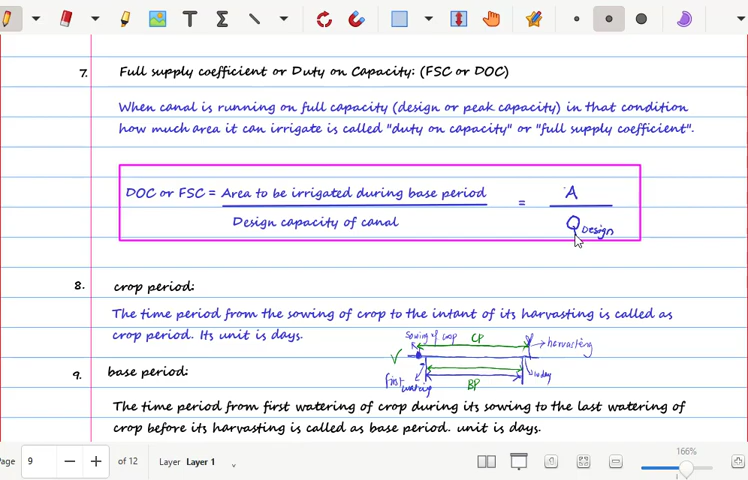 T
7. Full supply coefficient or Duty on Capacity: (FSC or DOC)
When canal is running on full capacity (design or peak capacity) in that condition
how much area it can irrigate is called "duty on capacity" or "full supply coefficient".
DOC or FSC = Area to be irrigated during base period = A
Design capacity of canal Q Design
8. crop period:
The time period from the sowing of crop to the intant of its harvesting is called as
crop period. Its unit is days.
sowing of crop CP harvasting
9. base period:
first watering BP
The time period from first watering of crop during its sowing to the last watering of
crop before its harvesting is called as base period. unit is days.
166%
Page 9 of 12 Layer Layer 1